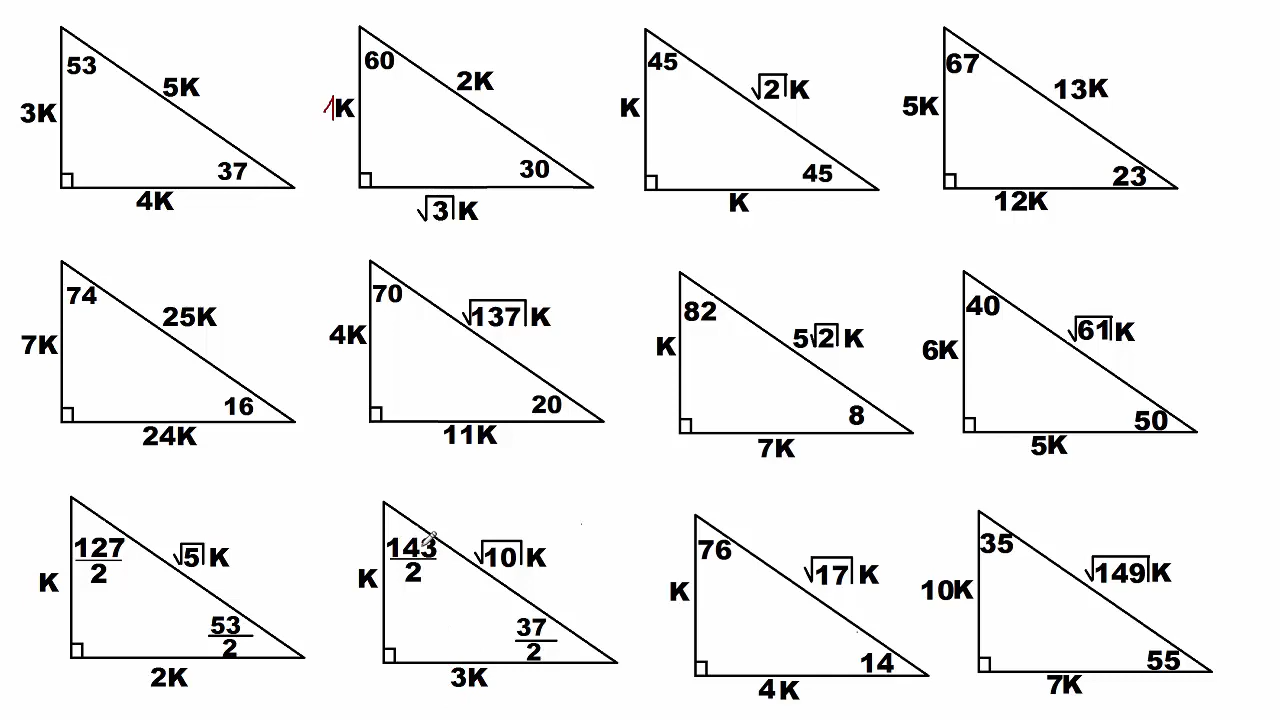 53
5K
3K
37
4K
60
2K
1K
30
√3 K
45
√2 K
K
45
K
67
13K
5K
23
12K
74
25K
7K
16
24K
70
√137 K
4K
20
11K
82
5√2 K
K
8
7K
40
√61 K
6K
50
5K
127
2
√5 K
K
53
2
2K
143
2
√10 K
K
37
2
3K
76
√17 K
K
14
4K
35
√149 K
10K
55
7K